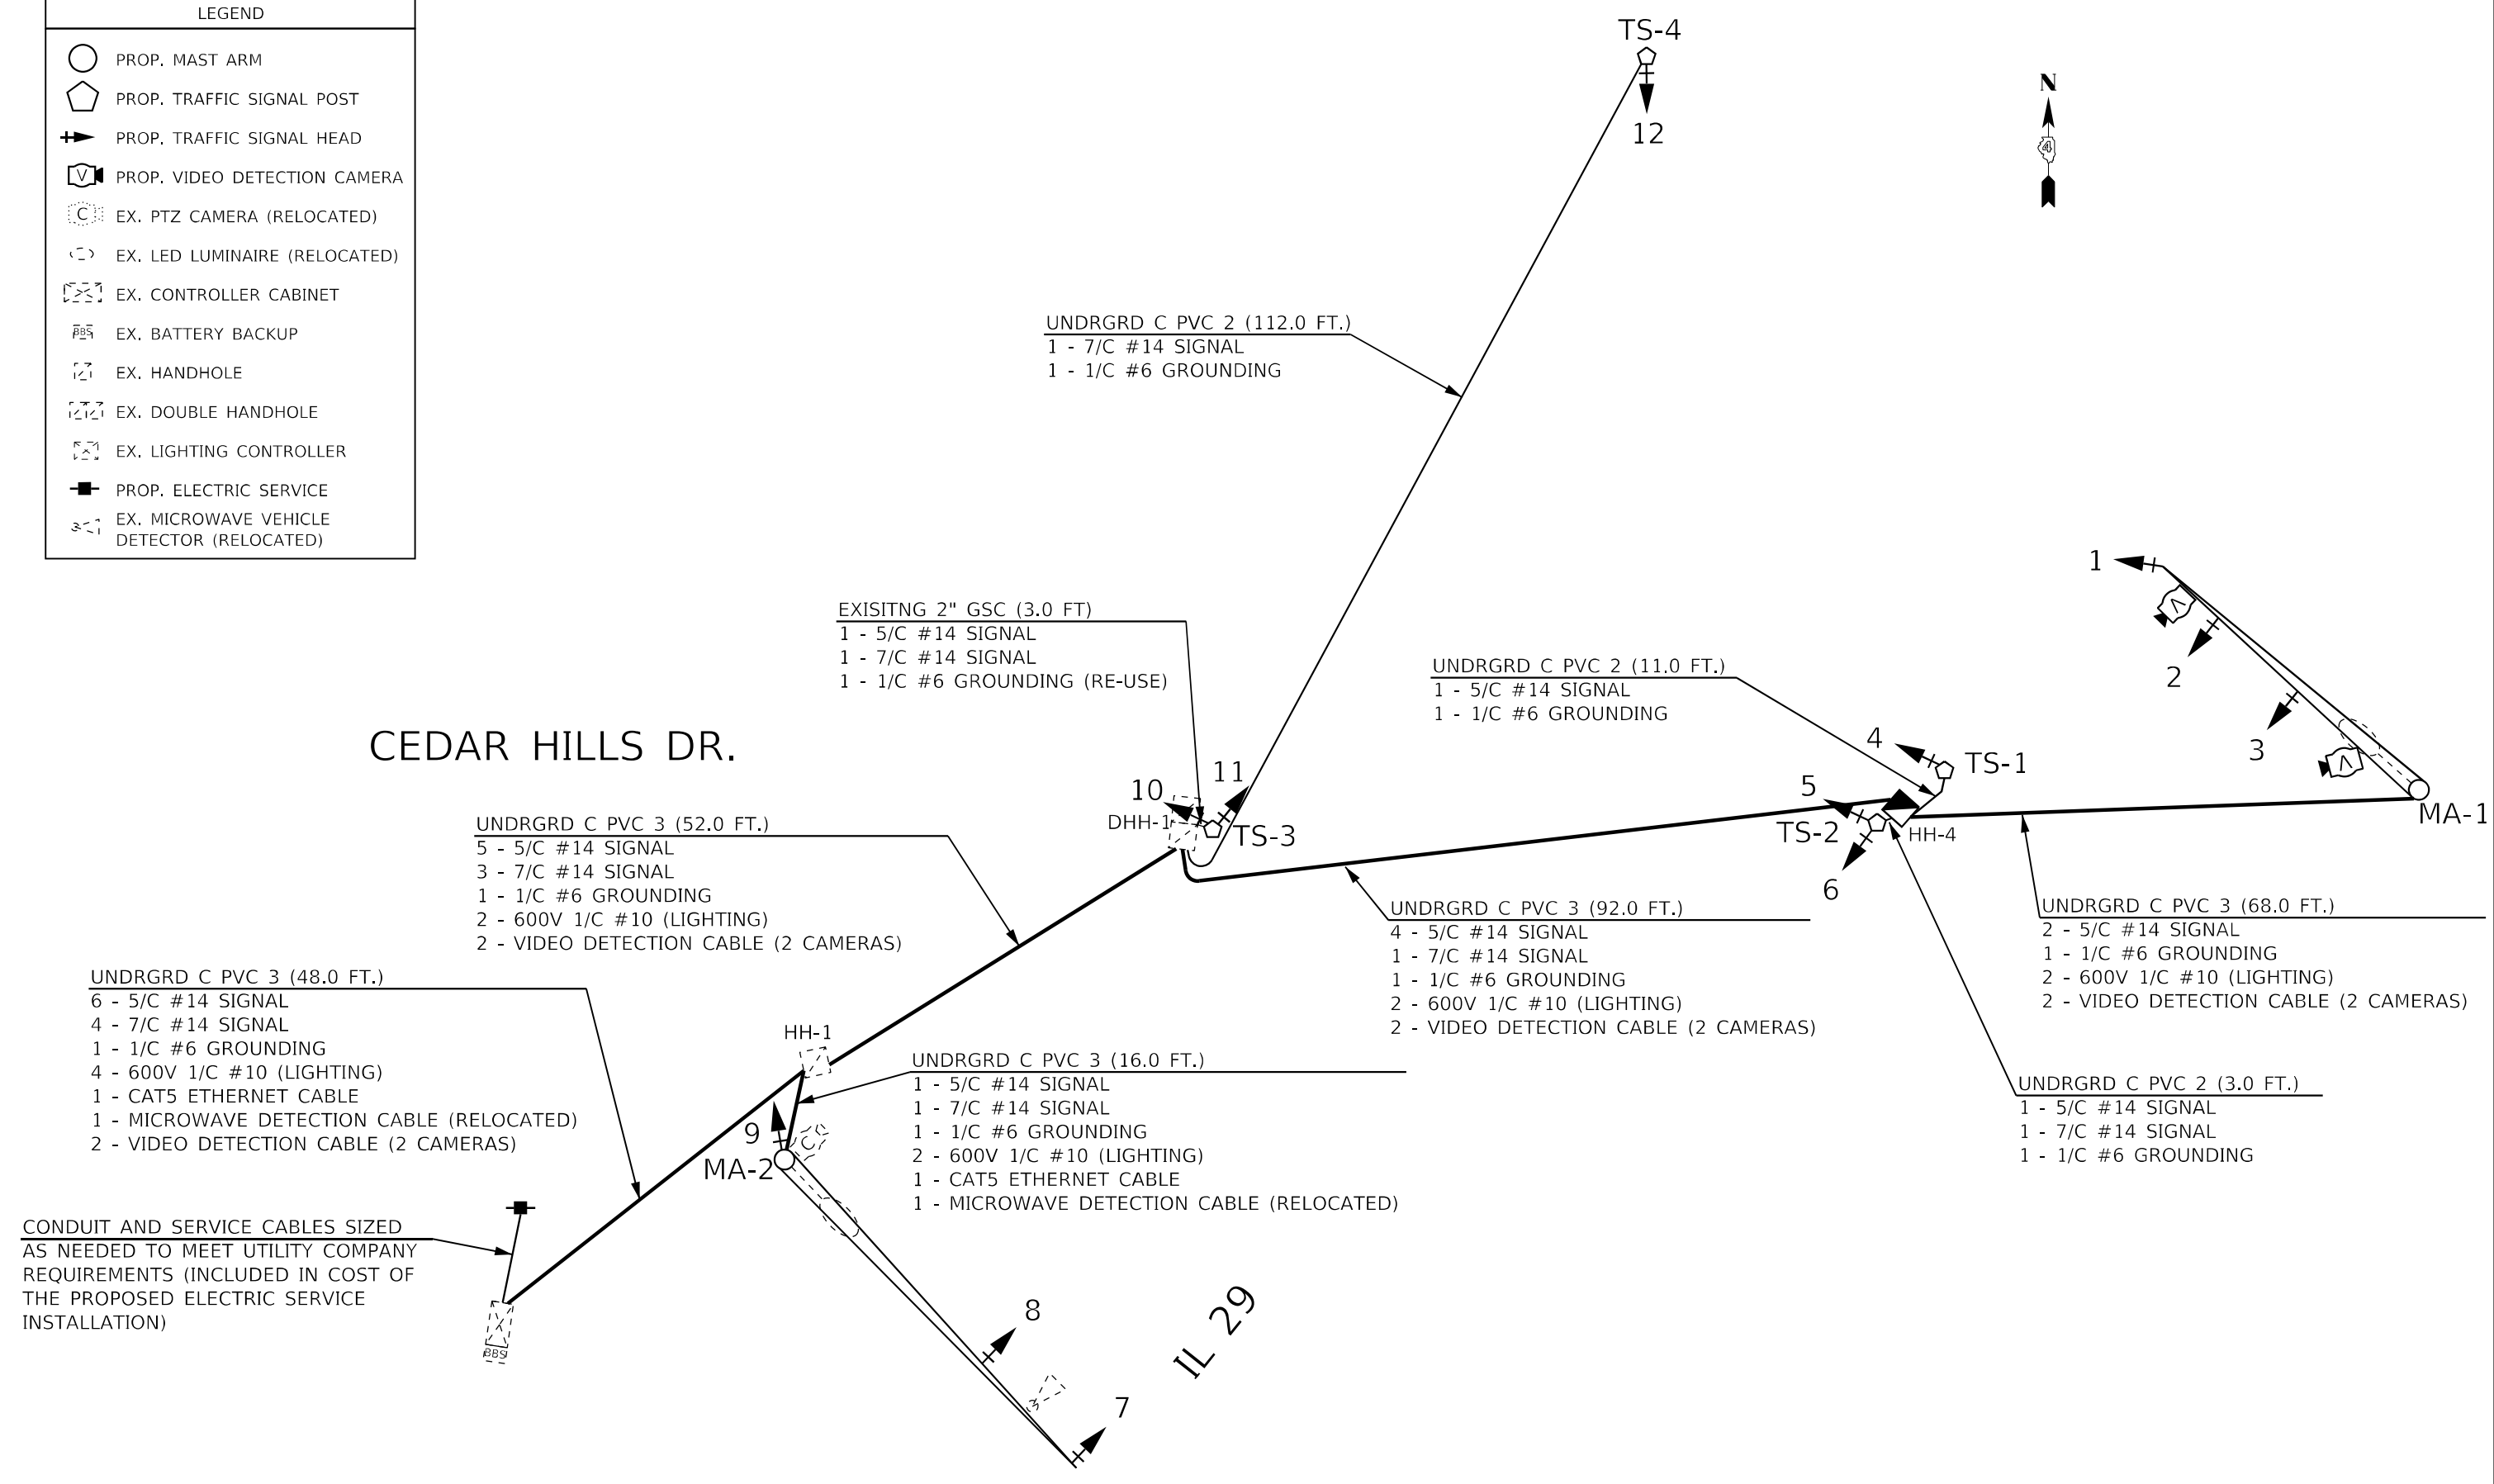 LEGEND
PROP. MAST ARM
PROP. TRAFFIC SIGNAL POST
PROP. TRAFFIC SIGNAL HEAD
V PROP. VIDEO DETECTION CAMERA
C EX. PTZ CAMERA (RELOCATED)
EX. LED LUMINAIRE (RELOCATED)
EX. CONTROLLER CABINET
BBS EX. BATTERY BACKUP
EX. HANDHOLE
EX. DOUBLE HANDHOLE
EX. LIGHTING CONTROLLER
PROP. ELECTRIC SERVICE
EX. MICROWAVE VEHICLE
DETECTOR (RELOCATED)
TS-4
12
N
4
UNDRGRD C PVC 2 (112.0 FT.)
1 - 7/C #14 SIGNAL
1 - 1/C #6 GROUNDING
1
V
2
3
V
MA-1
EXISITNG 2" GSC (3.0 FT)
1 - 5/C #14 SIGNAL
1 - 7/C #14 SIGNAL
1 - 1/C #6 GROUNDING (RE-USE)
UNDRGRD C PVC 2 (11.0 FT.)
1 - 5/C #14 SIGNAL
1 - 1/C #6 GROUNDING
CEDAR HILLS DR.
4
TS-1
5
TS-2
HH-4
6
10
11
DHH-1
TS-3
UNDRGRD C PVC 3 (52.0 FT.)
5 - 5/C #14 SIGNAL
3 - 7/C #14 SIGNAL
1 - 1/C #6 GROUNDING
2 - 600V 1/C #10 (LIGHTING)
2 - VIDEO DETECTION CABLE (2 CAMERAS)
UNDRGRD C PVC 3 (92.0 FT.)
4 - 5/C #14 SIGNAL
1 - 7/C #14 SIGNAL
1 - 1/C #6 GROUNDING
2 - 600V 1/C #10 (LIGHTING)
2 - VIDEO DETECTION CABLE (2 CAMERAS)
UNDRGRD C PVC 3 (68.0 FT.)
2 - 5/C #14 SIGNAL
1 - 1/C #6 GROUNDING
2 - 600V 1/C #10 (LIGHTING)
2 - VIDEO DETECTION CABLE (2 CAMERAS)
UNDRGRD C PVC 3 (48.0 FT.)
6 - 5/C #14 SIGNAL
4 - 7/C #14 SIGNAL
1 - 1/C #6 GROUNDING
4 - 600V 1/C #10 (LIGHTING)
1 - CAT5 ETHERNET CABLE
1 - MICROWAVE DETECTION CABLE (RELOCATED)
2 - VIDEO DETECTION CABLE (2 CAMERAS)
HH-1
9
C
MA-2
UNDRGRD C PVC 3 (16.0 FT.)
1 - 5/C #14 SIGNAL
1 - 7/C #14 SIGNAL
1 - 1/C #6 GROUNDING
2 - 600V 1/C #10 (LIGHTING)
1 - CAT5 ETHERNET CABLE
1 - MICROWAVE DETECTION CABLE (RELOCATED)
UNDRGRD C PVC 2 (3.0 FT.)
1 - 5/C #14 SIGNAL
1 - 7/C #14 SIGNAL
1 - 1/C #6 GROUNDING
CONDUIT AND SERVICE CABLES SIZED
AS NEEDED TO MEET UTILITY COMPANY
REQUIREMENTS (INCLUDED IN COST OF
THE PROPOSED ELECTRIC SERVICE
INSTALLATION)
BBS
8
7
IL 29